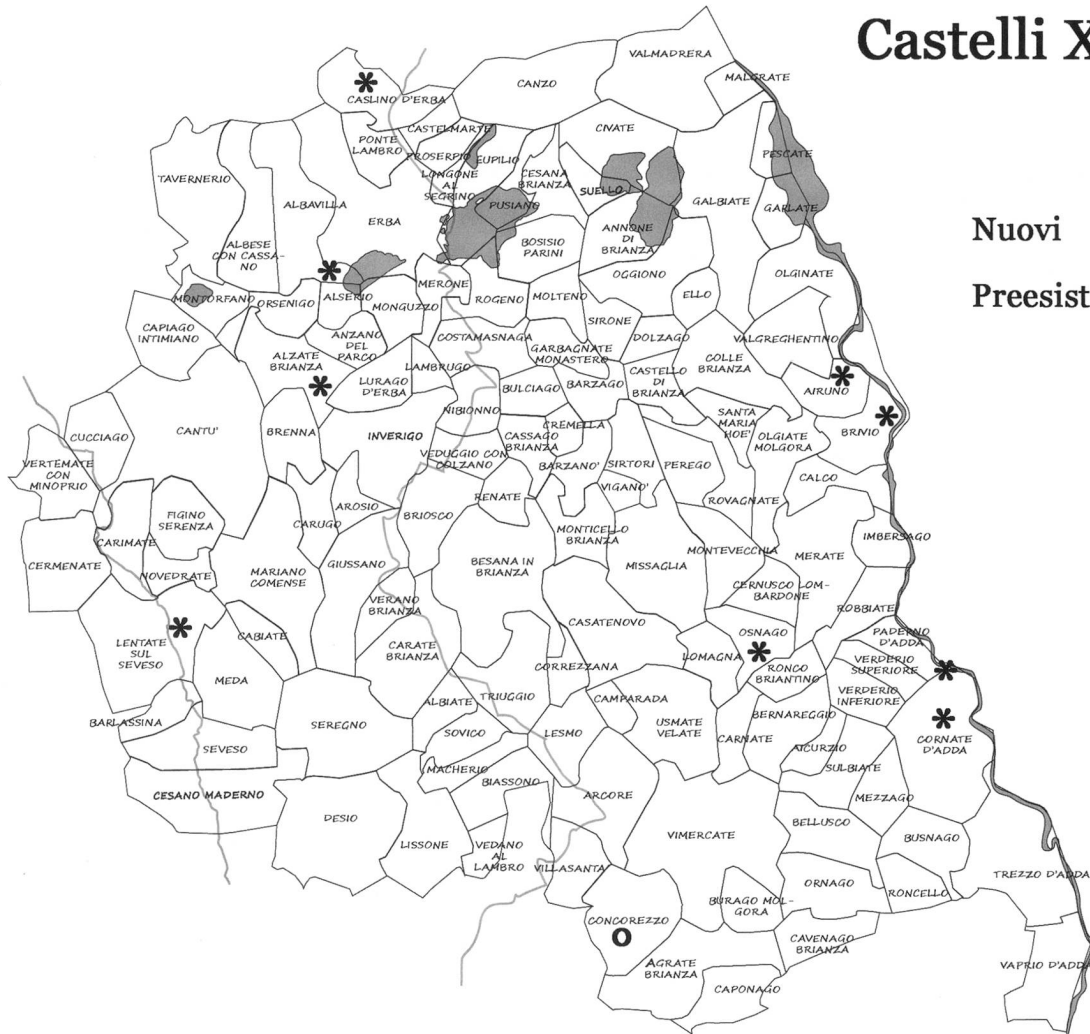 Castelli X
Nuovi
Preesist
VALMADRERA
MALGRATE
CANZO
CASLINO D'ERBA
CASTELMARTE
CIVATE
PONTE
LAMBRO
PROSERPIO
EUPILIO
PESCATE
LONGONE
AL
SEGRINO
CESANA
BRIANZA
SUELLO
TAVERNERIO
ALBAVILLA
ERBA
PUSIANO
GALBIATE
GARLATE
ALBESE
CON CASSA-
NO
BOSISIO
PARINI
ANNONE
DI
BRIANZA
OGGIONO
OLGINATE
MONTORFANO
ORSENIGO
ALSERIO
MONGUZZO
MERONE
ROGENO
MOLTENO
ELLO
CAPIAGO
INTIMIANO
ANZANO
DEL
PARCO
COSTAMASNAGA
SIRONE
GARBAGNATE
MONASTERO
DOLZAGO
VALGREGHENTINO
ALZATE
BRIANZA
LAMBRUGO
COLLE
BRIANZA
LURAGO
D'ERBA
BULCIAGO
BARZAGO
CASTELLO
DI
BRIANZA
AIRUNO
NIBIONNO
CREMELLA
SANTA
MARIA
HOE'
BRIVIO
CUCCIAGO
CANTU'
BRENNA
INVERIGO
CASSAGO
BRIANZA
OLGIATE
MOLGORA
VEDUGGIO CON
COLZANO
BARZANO'
SIRTORI
PEREGO
VERTEMATE
CON
MINOPRIO
CALCO
RENATE
VIGANO'
ROVAGNATE
FIGINO
SERENZA
CARUGO
AROSIO
BRIOSCO
MONTICELLO
BRIANZA
IMBERSAGO
CARIMATE
CERMENATE
NOVEDRATE
MARIANO
COMENSE
GIUSSANO
BESANA IN
BRIANZA
MISSAGLIA
MONTEVECCHIA
MERATE
CERNUSCO LOM-
BARDONE
VERANO
BRIANZA
ROBBIATE
CASATENOVO
LENTATE
SUL
SEVESO
CABIATE
CARATE
BRIANZA
OSNAGO
PADERNO
D'ADDA
LOMAGNA
VERDERIO
SUPERIORE
RONCO
BRIANTINO
CORREZZANA
MEDA
VERDERIO
INFERIORE
ALBIATE
TRIUGGIO
CAMPARADA
BARLASSINA
SEREGNO
USMATE
VELATE
BERNAREGGIO
SOVICO
LESMO
CARNATE
CORNATE
D'ADDA
SEVESO
AICURZIO
SULBIATE
MACHERIO
BIASSONO
ARCORE
MEZZAGO
CESANO MADERNO
DESIO
BELLUSCO
LISSONE
VEDANO
AL
LAMBRO
VIMERCATE
BUSNAGO
VILLASANTA
TREZZO D'ADDA
ORNAGO
RONCELLO
BURAGO MOL-
GORA
CONCOREZZO
O
CAVENAGO
BRIANZA
AGRATE
BRIANZA
VAPRIO D'ADDA
CAPONAGO